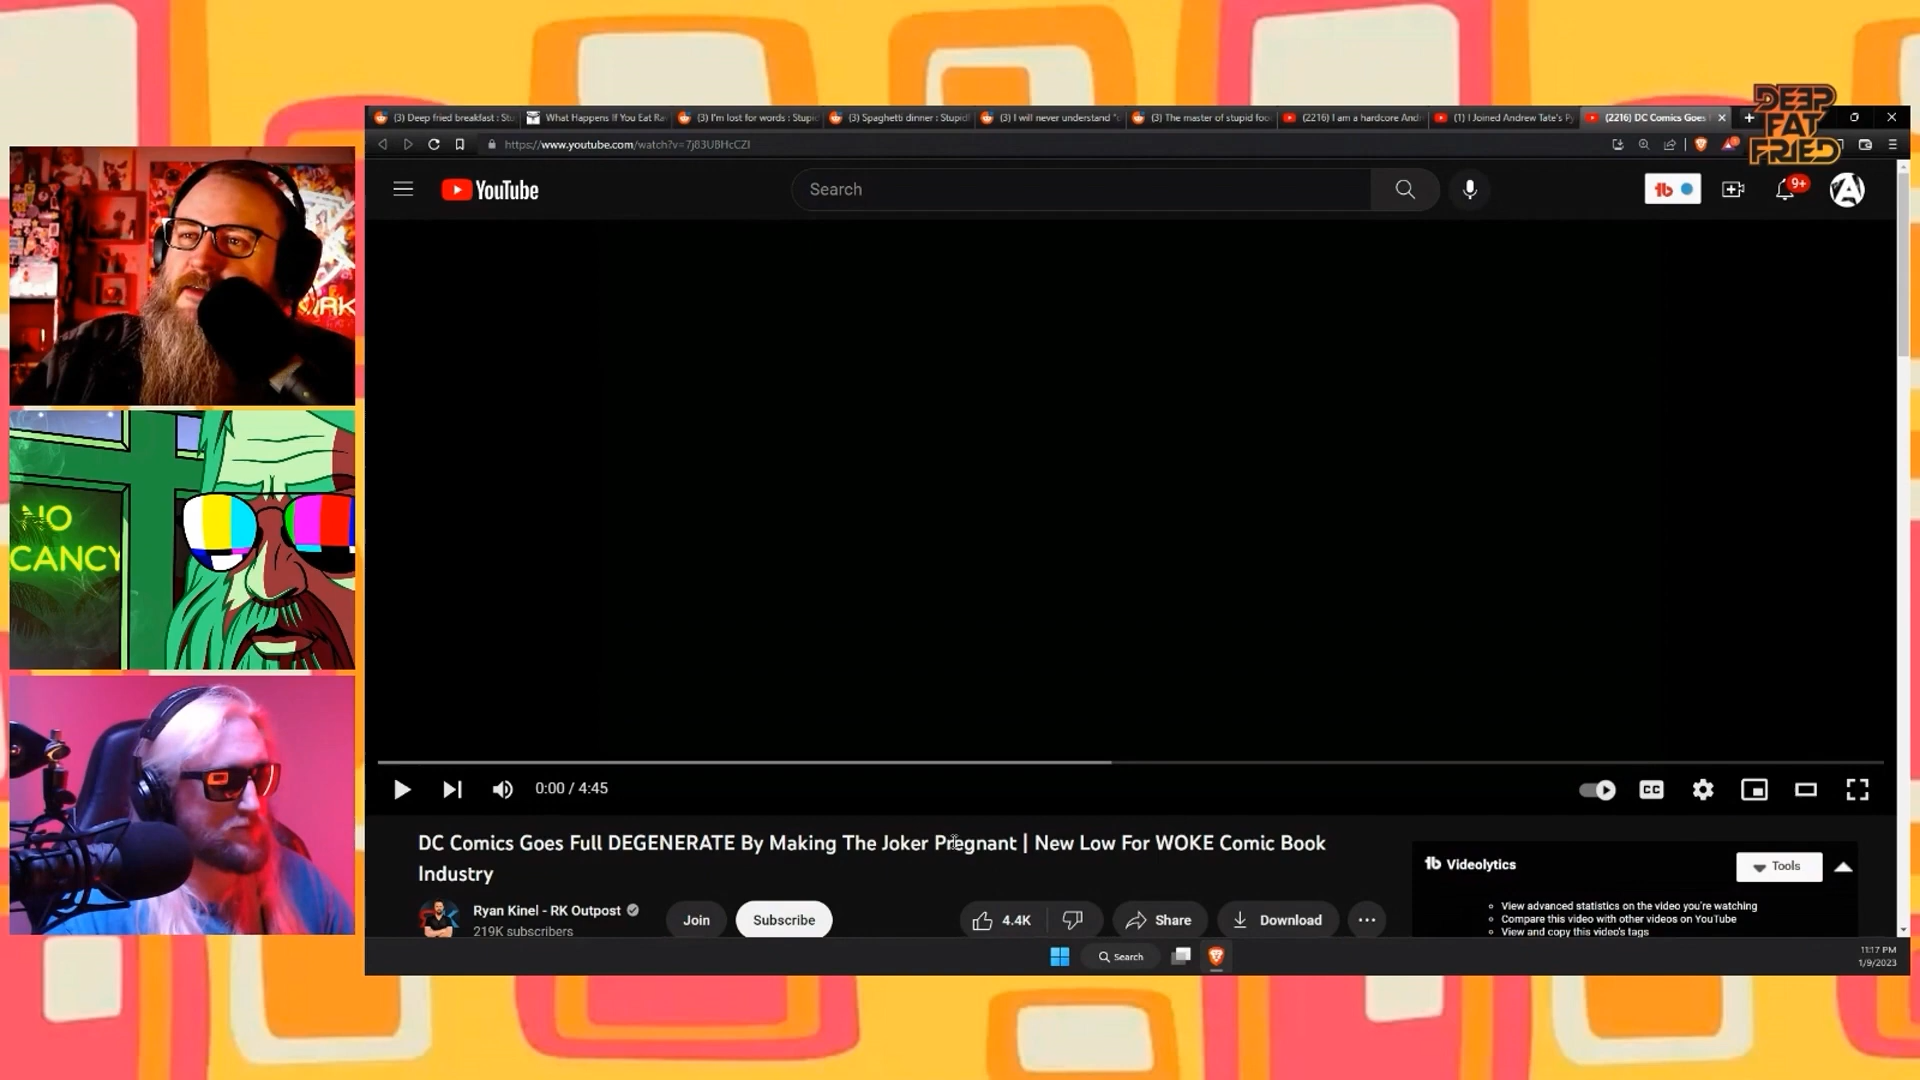 (3) Deep fried breakfast : Stu
What Happens If You Eat Ra
(3) I'm lost for words : Stupi
(3) Spaghetti dinner : Stupid
(3) I will never understand
(3) The master of stupid foo
(2216) I am a hardcore Andr
(1) I Joined Andrew Tate's P
(2216) DC Comics Goes
DEEP
FAT
FRIED
https://www.youtube.com/watch?v=7j83UBHcCZI
YouTube
Search
9+
NO
CANCY
RK
0:00 / 4:45
CC
DC Comics Goes Full DEGENERATE By Making The Joker Pregnant | New Low For WOKE Comic Book
Industry
Ryan Kinel - RK Outpost
219K subscribers
Join
Subscribe
4.4K
Share
Download
Videolytics
Tools
View advanced statistics on the video you're watching
Compare this video with other videos on YouTube
View and copy this video's tags
Search
11:17 PM
1/9/2023